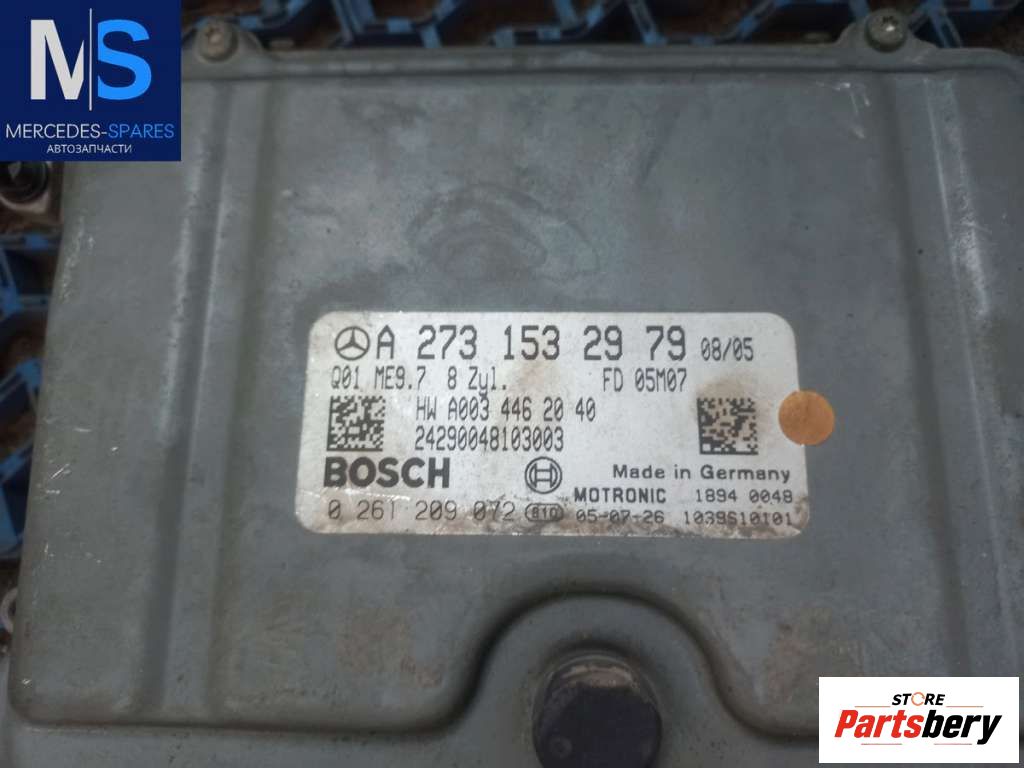 MS
MERCEDES-SPARES
АВТОЗАПЧАСТИ
A 273 153 29 79 08/05
Q01 ME9.7 8 Zyl. FD 05M07
HW A003 446 20 40
24290048103003
BOSCH Made in Germany
MOTRONIC 1894 0048
0 261 209 072 e10 05-07-26 1039S10101
STORE
Partsbery